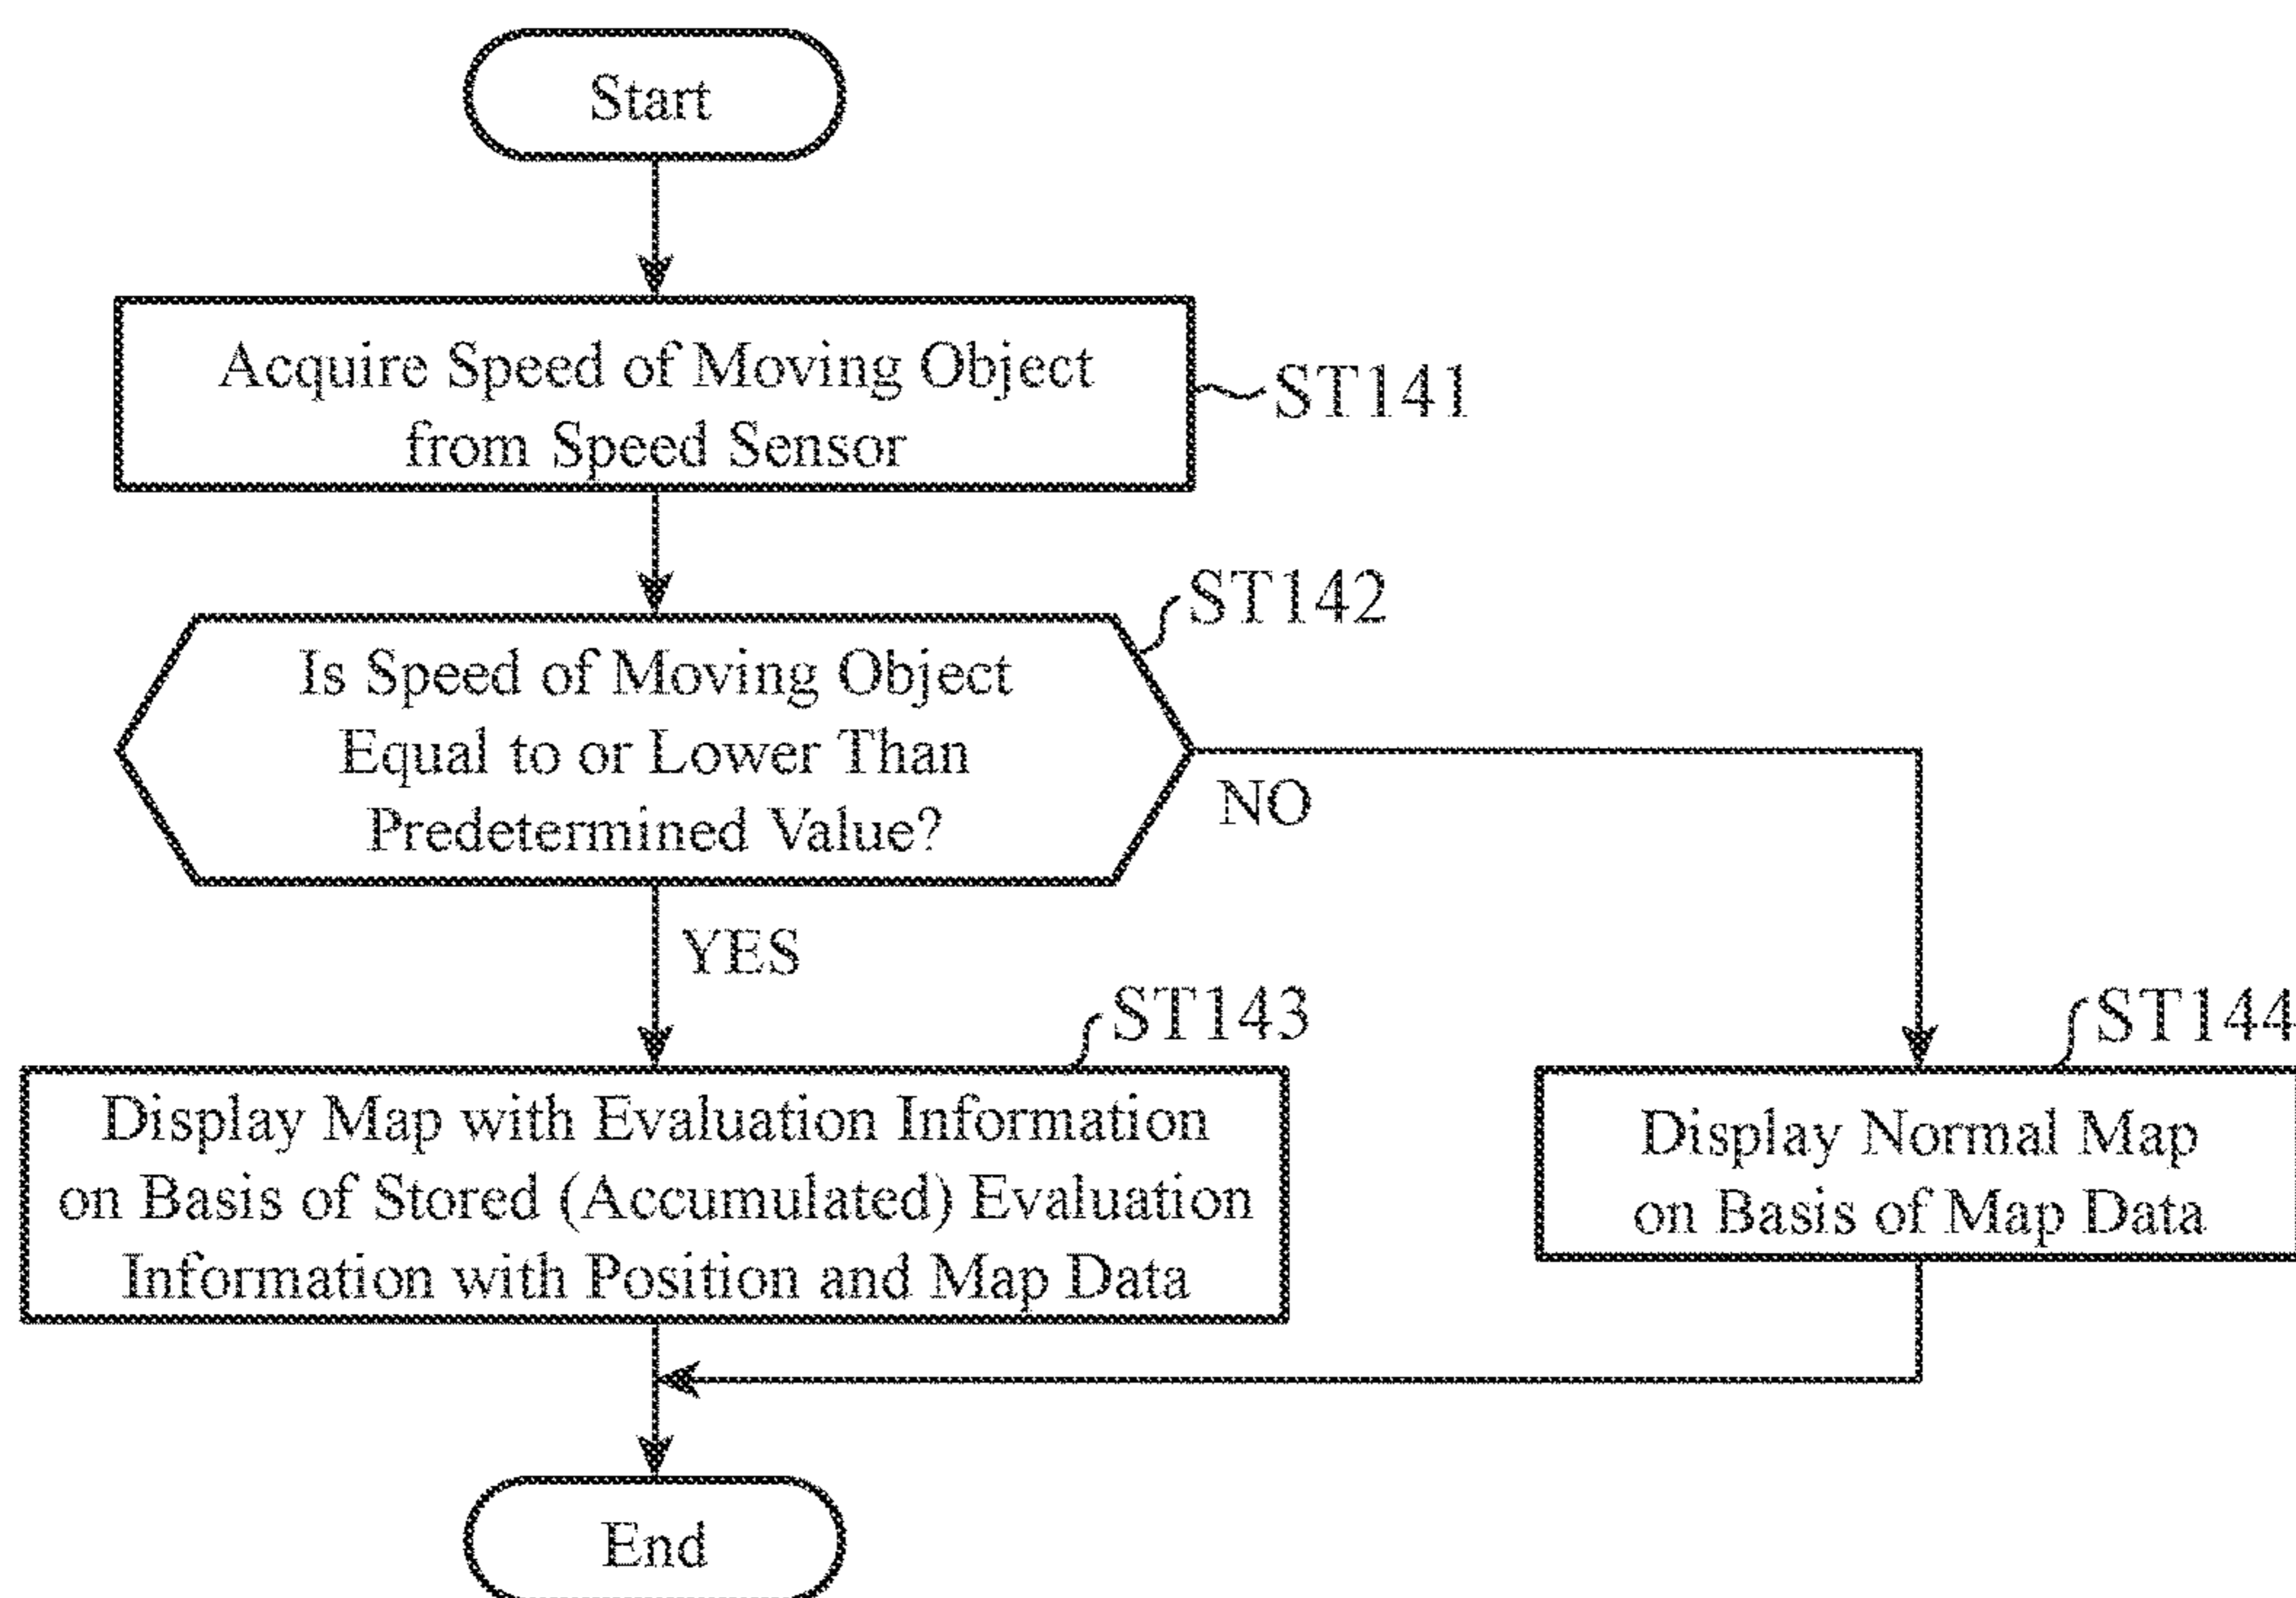 Start
Acquire Speed of Moving Object
from Speed Sensor
ST141
ST142
Is Speed of Moving Object
Equal to or Lower Than
Predetermined Value?
NO
YES
ST143
ST144
Display Map with Evaluation Information
on Basis of Stored (Accumulated) Evaluation
Information with Position and Map Data
Display Normal Map
on Basis of Map Data
End